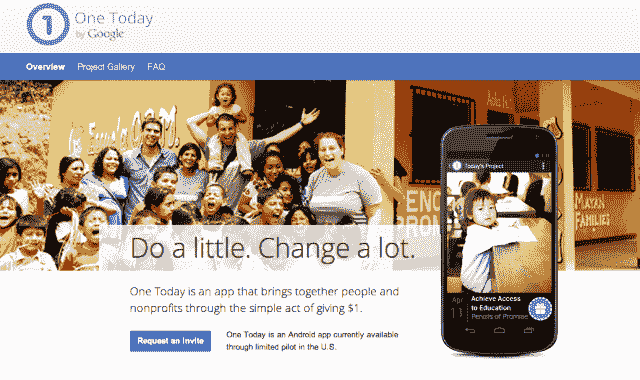 1 One Today
by Google
Overview Project Gallery FAQ
MAYAN
FAMILIES
Today's Project
Do a little. Change a lot.
Apr
11
Achieve Access
to Education
Pencils of Promise
One Today is an app that brings together people and
nonprofits through the simple act of giving $1.
Request an Invite
One Today is an Android app currently available
through limited pilot in the U.S.